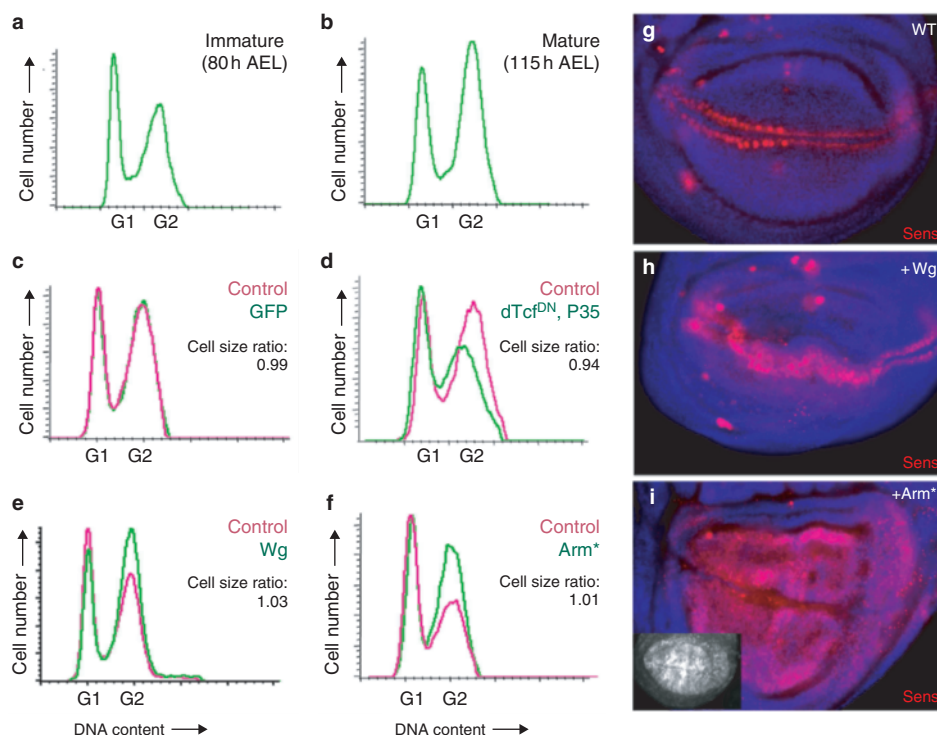 a
Immature
(80 h AEL)
Cell number
G1 G2
b
Mature
(115 h AEL)
Cell number
G1 G2
c
Control
GFP
Cell size ratio:
0.99
Cell number
G1 G2
d
Control
dTcfDN, P35
Cell size ratio:
0.94
Cell number
G1 G2
e
Control
Wg
Cell size ratio:
1.03
Cell number
G1 G2
DNA content
f
Control
Arm*
Cell size ratio:
1.01
Cell number
G1 G2
DNA content
g
WT
Sens
h
+ Wg
Sens
i
+Arm*
Sens